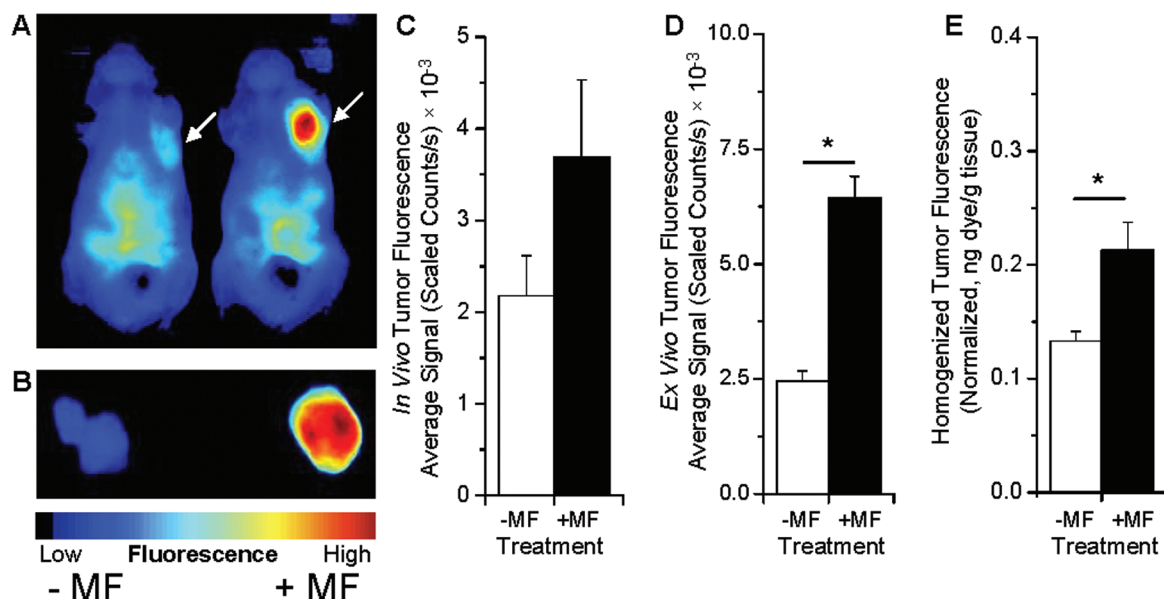 A
B
Low Fluorescence High
- MF + MF
C
In Vivo Tumor Fluorescence
Average Signal (Scaled Counts/s) × 10-3
5
4
3
2
1
0
-MF +MF
Treatment
D
Ex Vivo Tumor Fluorescence
Average Signal (Scaled Counts/s) × 10-3
10.0
7.5
5.0
2.5
0.0
*
-MF +MF
Treatment
E
Homogenized Tumor Fluorescence
(Normalized, ng dye/g tissue)
0.4
0.3
0.2
0.1
0.0
*
-MF +MF
Treatment